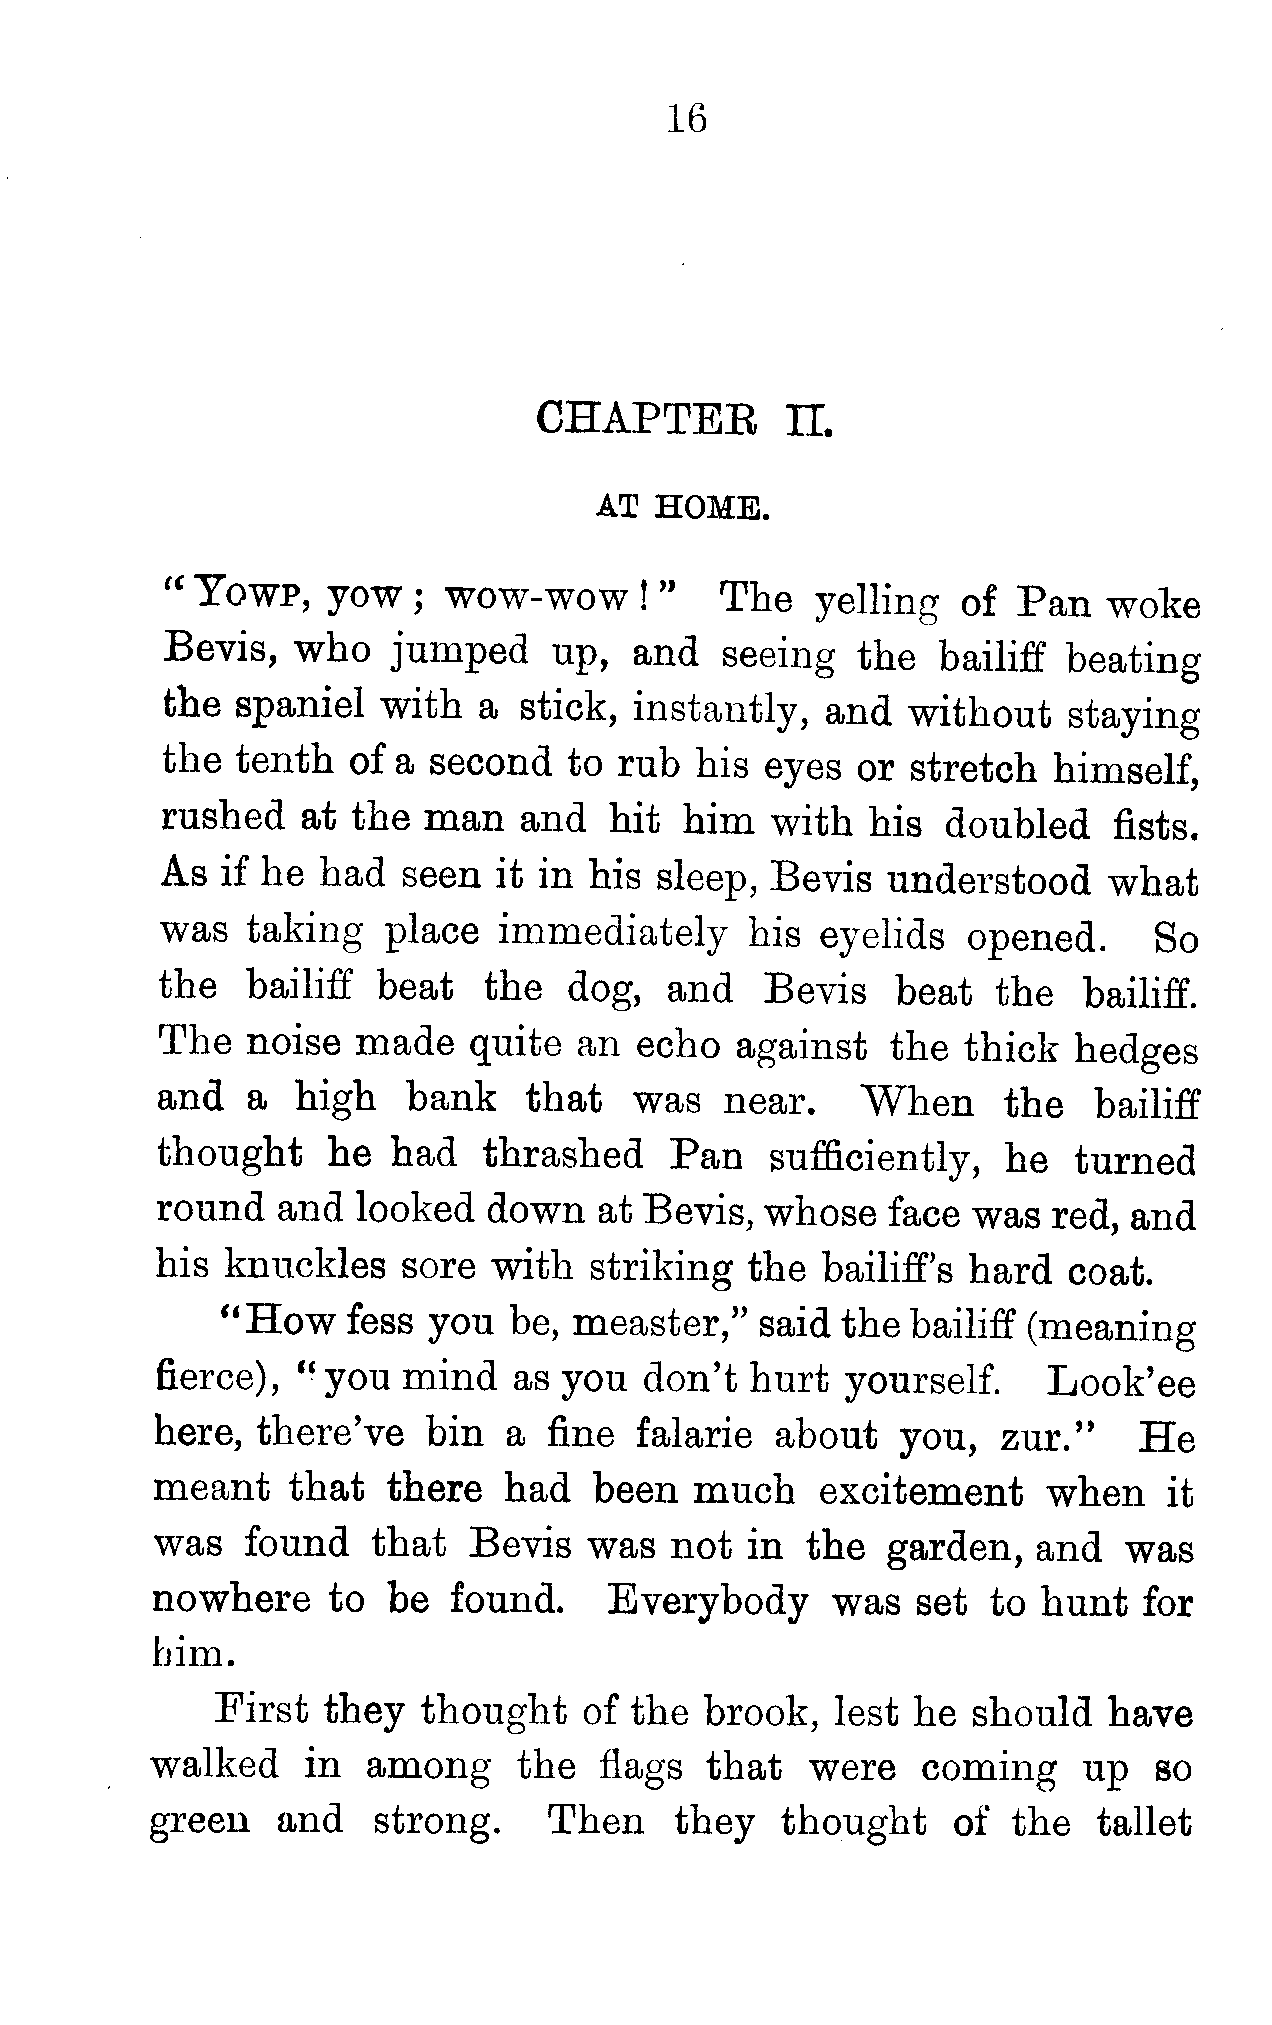 16
CHAPTER II.
AT HOME.
"Yowp, yow; wow-wow!" The yelling of Pan woke
Bevis, who jumped up, and seeing the bailiff beating
the spaniel with a stick, instantly, and without staying
the tenth of a second to rub his eyes or stretch himself,
rushed at the man and hit him with his doubled fists.
As if he had seen it in his sleep, Bevis understood what
was taking place immediately his eyelids opened. So
the bailiff beat the dog, and Bevis beat the bailiff.
The noise made quite an echo against the thick hedges
and a high bank that was near. When the bailiff
thought he had thrashed Pan sufficiently, he turned
round and looked down at Bevis, whose face was red, and
his knuckles sore with striking the bailiff's hard coat.
"How fess you be, measter," said the bailiff (meaning
fierce), "you mind as you don't hurt yourself. Look'ee
here, there've bin a fine falarie about you, zur." He
meant that there had been much excitement when it
was found that Bevis was not in the garden, and was
nowhere to be found. Everybody was set to hunt for
him.
First they thought of the brook, lest he should have
walked in among the flags that were coming up so
green and strong. Then they thought of the tallet